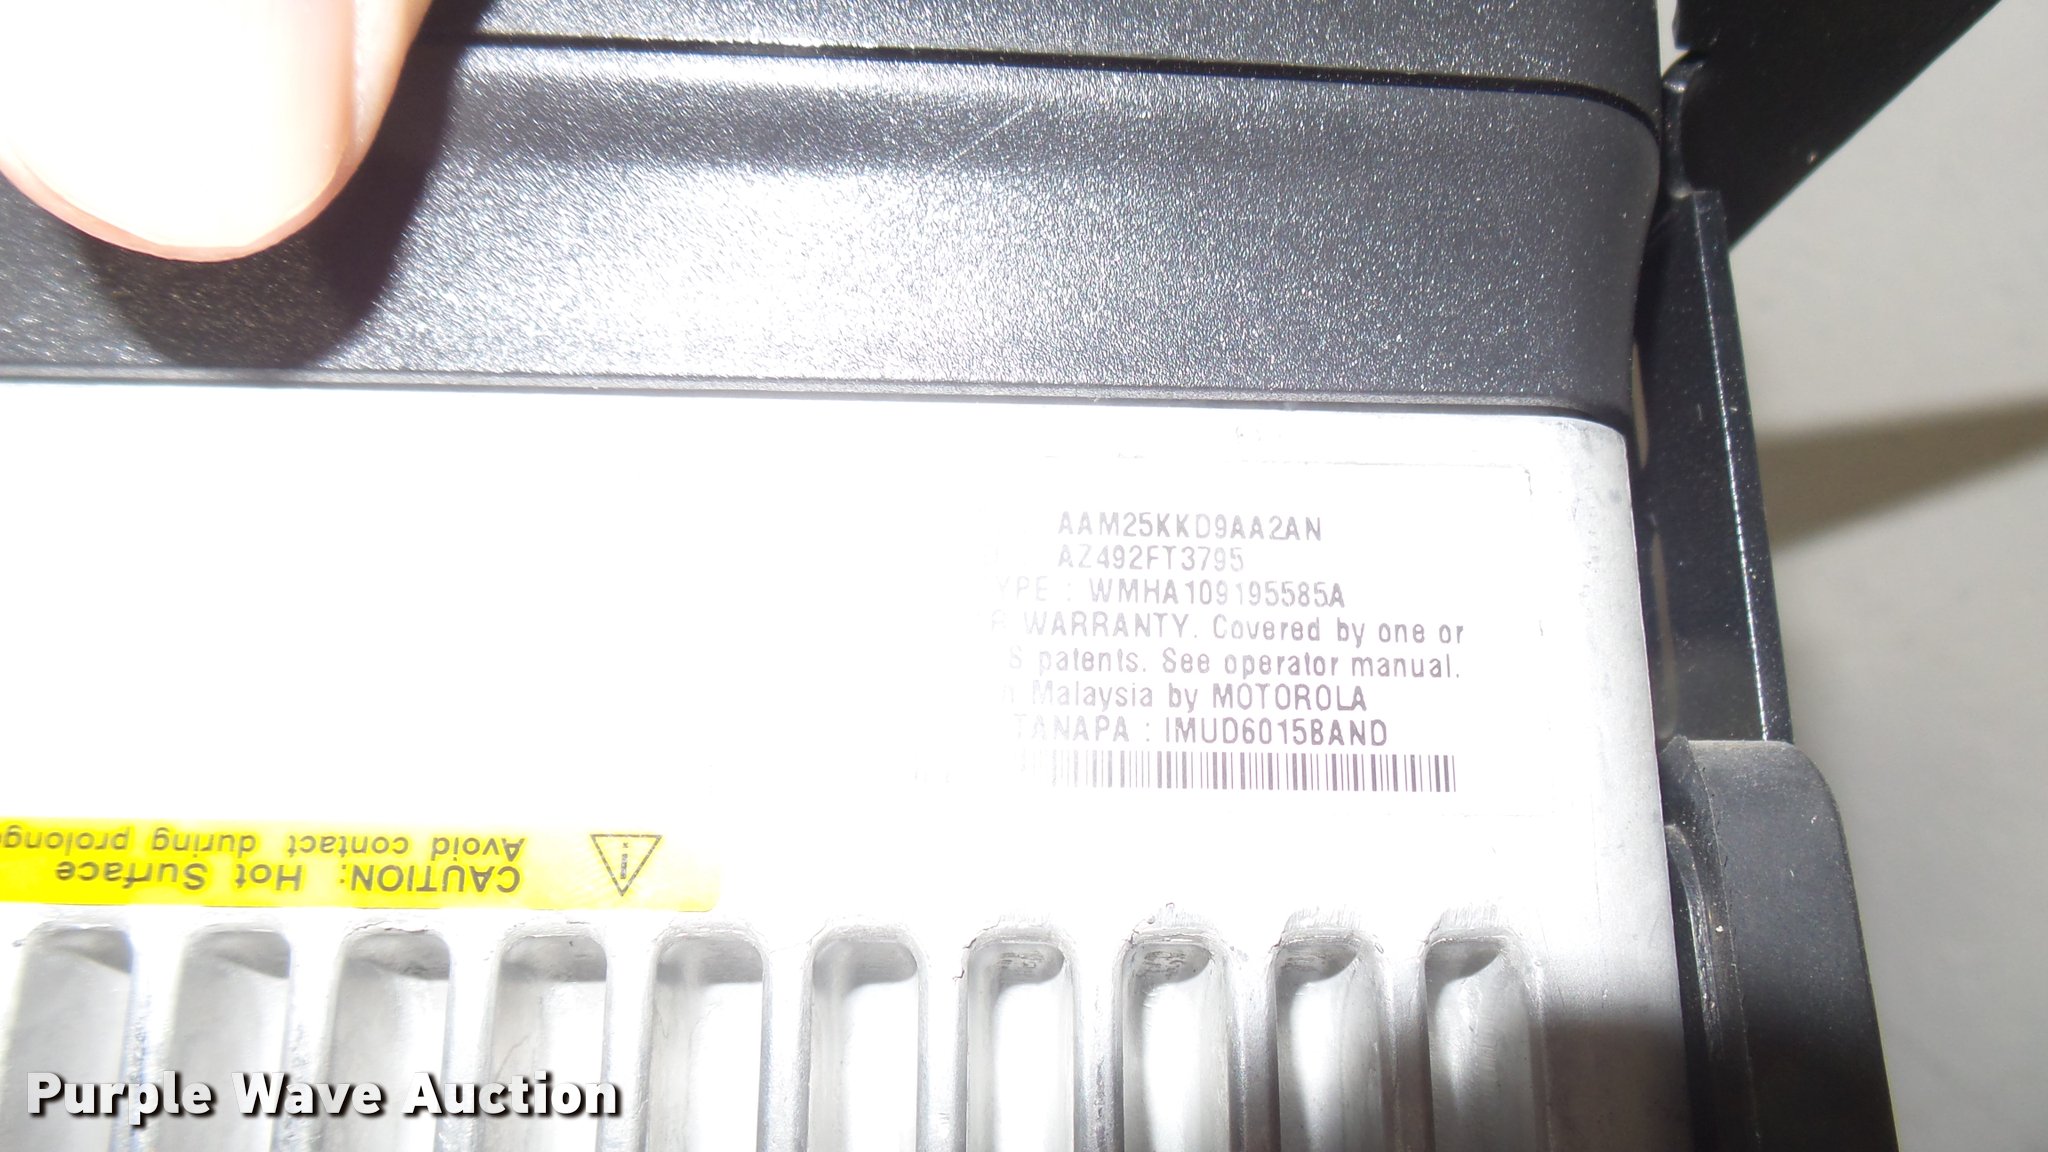 AAM25KKD9AA2AN
AZ492FT3795
YPE : WMHA109195585A
WARRANTY. Covered by one or
S patents. See operator manual.
Malaysia by MOTOROLA
TANAPA : IMUD6015BAND
CAUTION: Hot Surface
Avoid contact during prolong
Purple Wave Auction